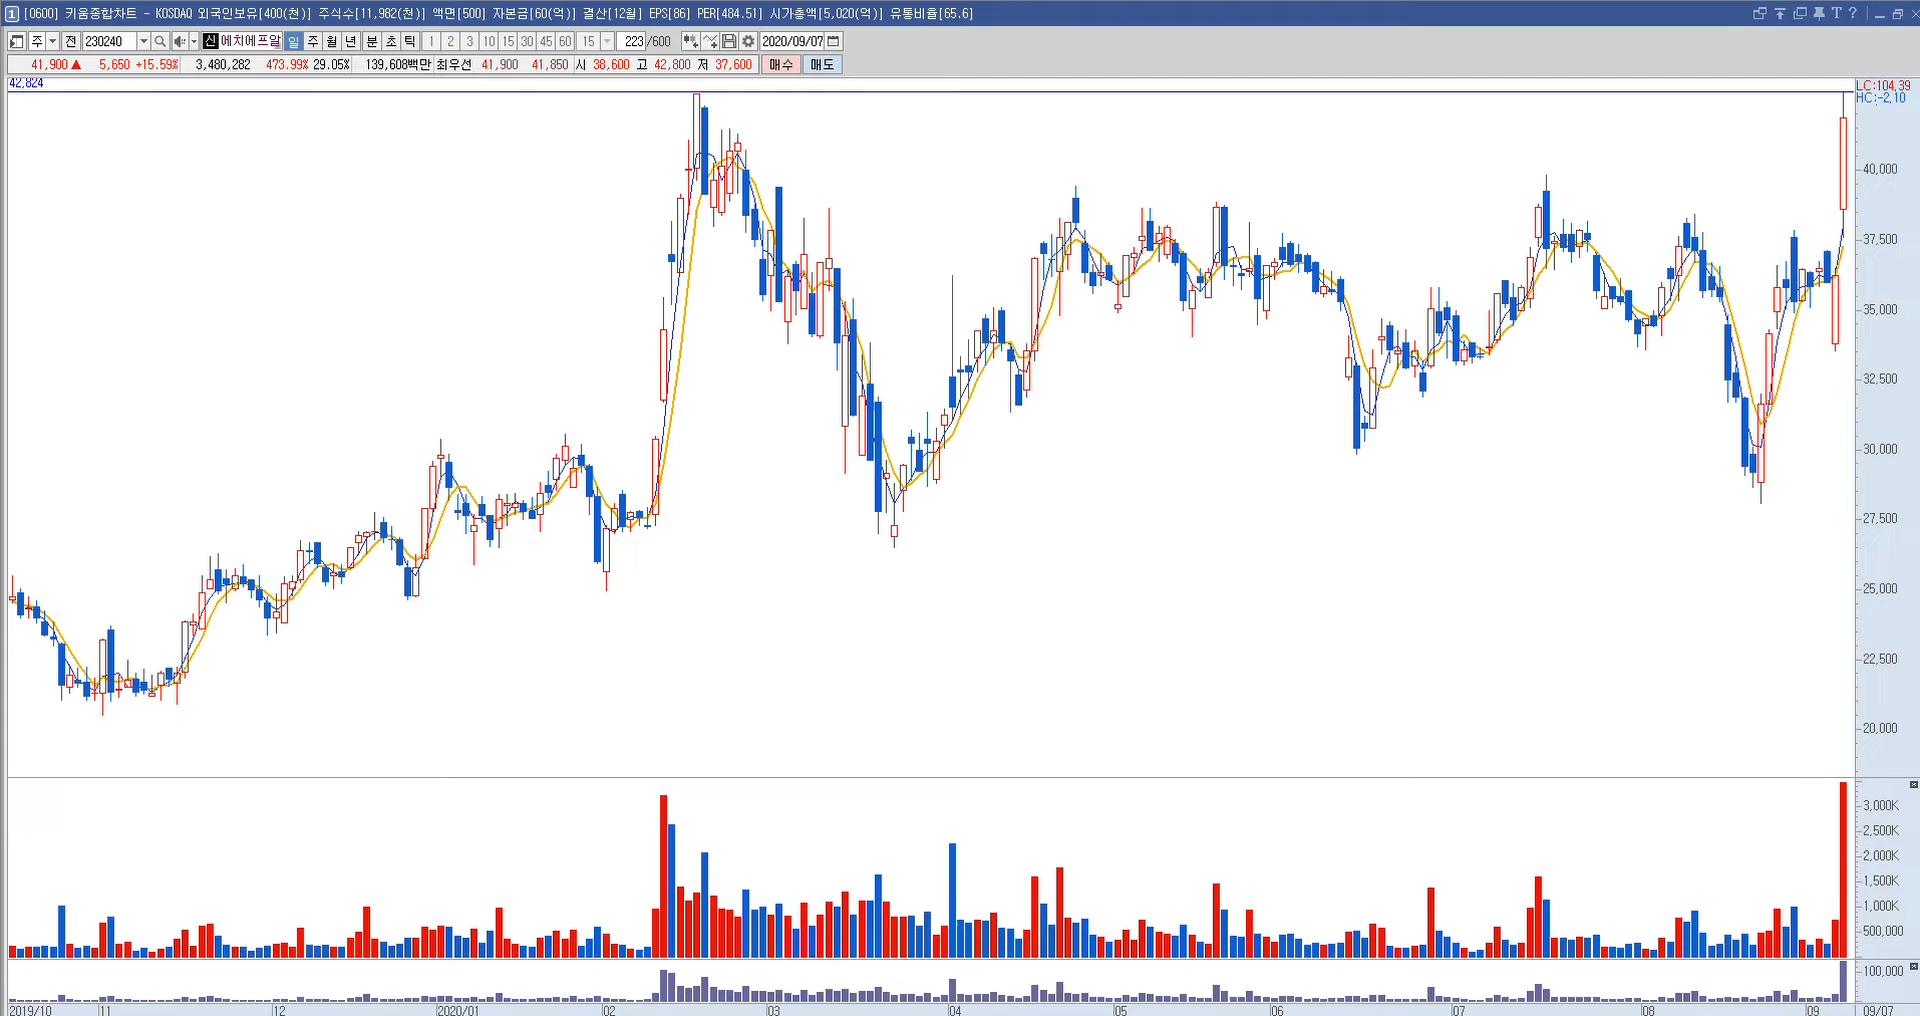 1 [0600] 키움종합차트 - KOSDAQ 외국인보유[400(천)] 주식수[11,982(천)] 액면[500] 자본금[60(억)] 결산[12월] EPS[86] PER[484.51] 시가총액[5,020(억)] 유통비율[65.6] T ?
주 전 230240 신 에치에프알 일 주 월 년 분 초 틱 1 2 3 10 15 30 45 60 15 223 /600 2020/09/07
41,900 ▲ 5,650 +15.59% 3,480,282 473.99% 29.05% 139,608백만 최우선 41,900 41,850 시 38,600 고 42,800 저 37,600 매수 매도
42,824
LC:104.39
HC:-2.10
40,000
37,500
35,000
32,500
30,000
27,500
25,000
22,500
20,000
3,000K
2,500K
2,000K
1,500K
1,000K
500,000
100,000
2019/10 11 12 2020/01 02 03 04 05 06 07 08 09 09/07